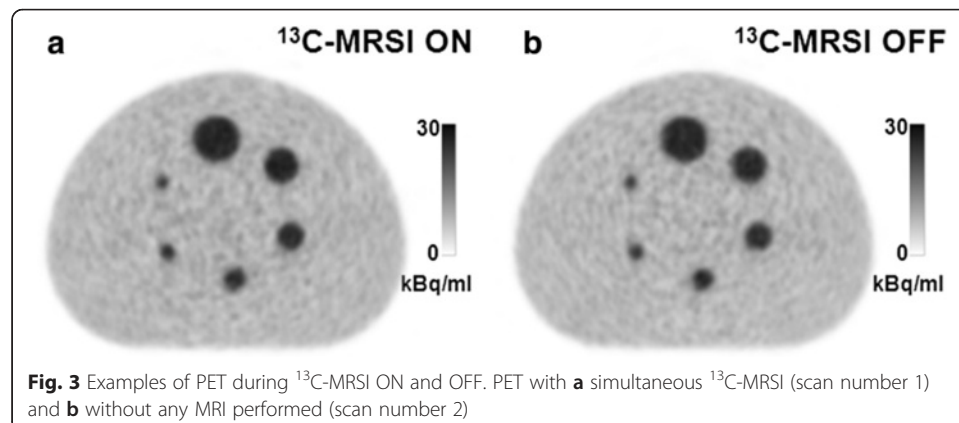 a ¹³C-MRSI ON
b ¹³C-MRSI OFF
30
0
kBq/ml
30
0
kBq/ml
Fig. 3 Examples of PET during ¹³C-MRSI ON and OFF. PET with a simultaneous ¹³C-MRSI (scan number 1)
and b without any MRI performed (scan number 2)